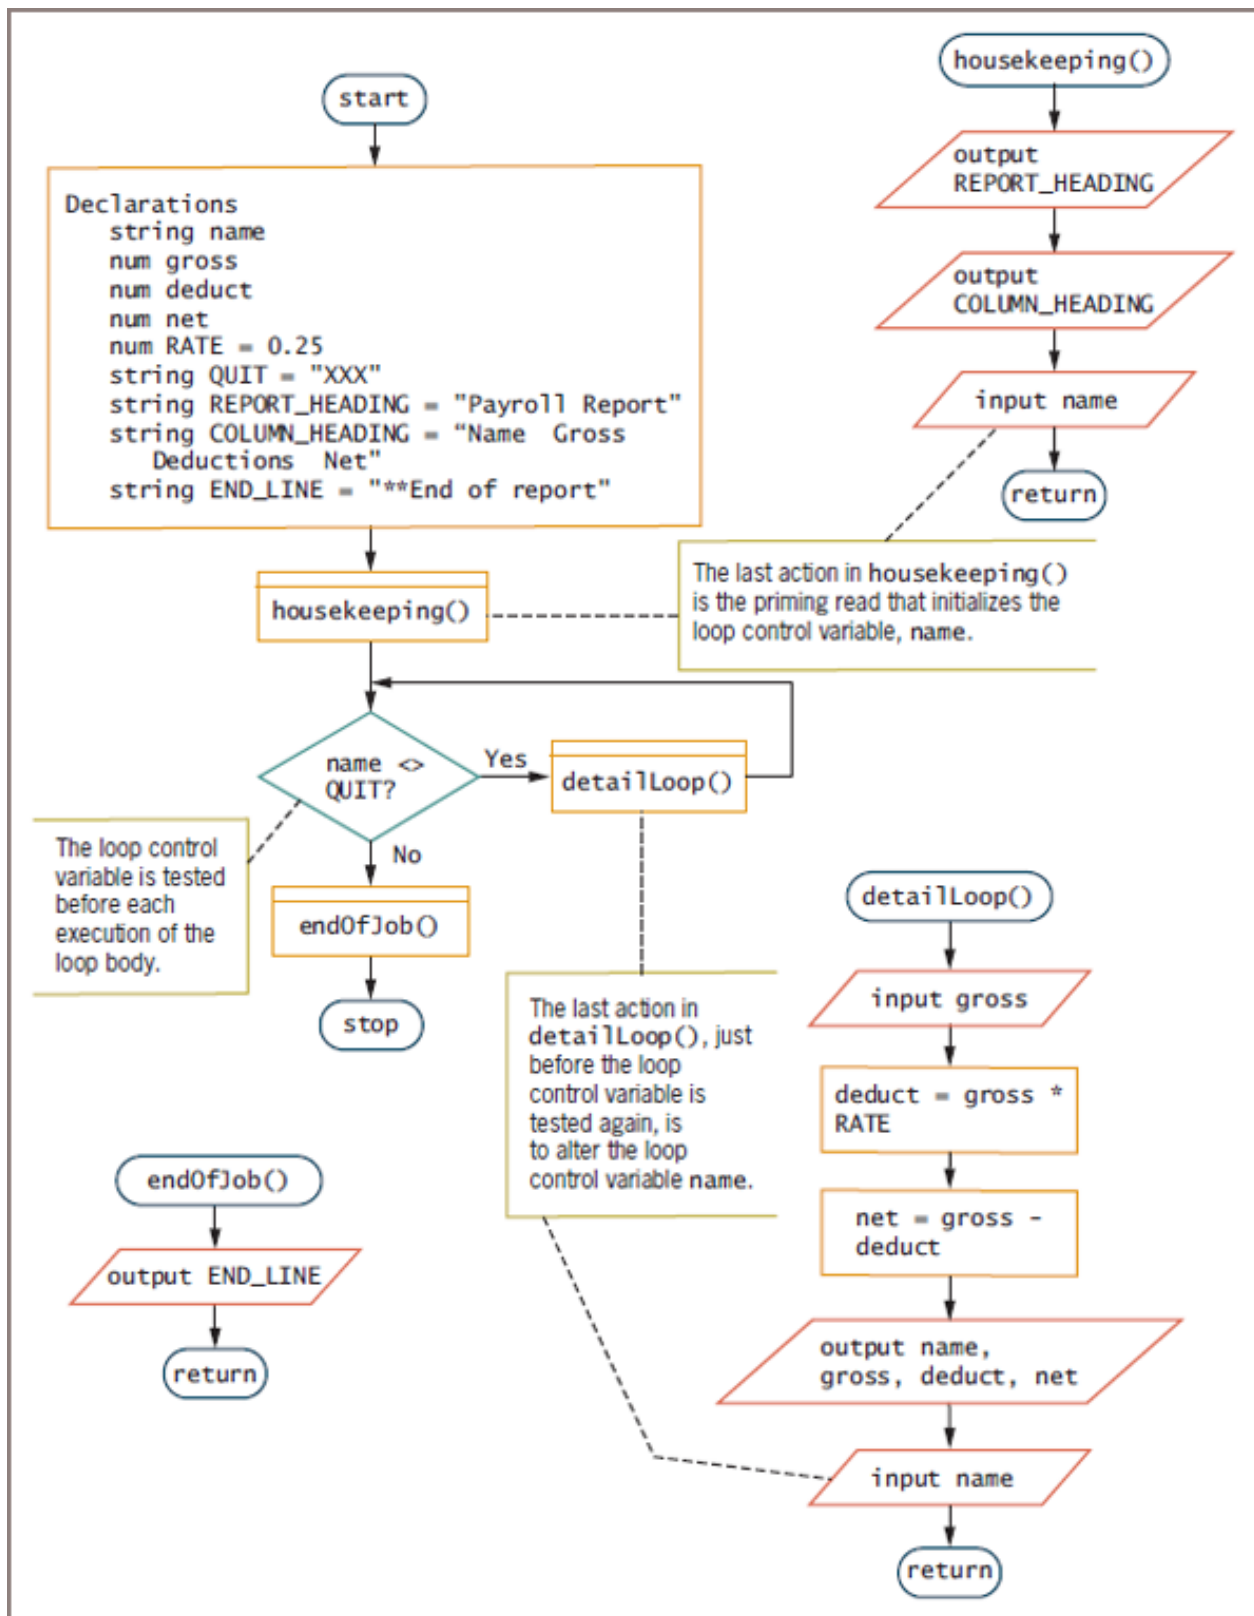 start
Declarations
string name
num gross
num deduct
num net
num RATE = 0.25
string QUIT = "XXX"
string REPORT_HEADING = "Payroll Report"
string COLUMN_HEADING = “Name Gross
Deductions Net"
string END_LINE = "**End of report"
housekeeping()
name <>
QUIT?
Yes
detailLoop()
No
endOfJob()
stop
The loop control
variable is tested
before each
execution of the
loop body.
housekeeping()
output
REPORT_HEADING
output
COLUMN_HEADING
input name
return
The last action in housekeeping()
is the priming read that initializes the
loop control variable, name.
The last action in
detailLoop(), just
before the loop
control variable is
tested again, is
to alter the loop
control variable name.
endOfJob()
output END_LINE
return
detailLoop()
input gross
deduct = gross *
RATE
net = gross -
deduct
output name,
gross, deduct, net
input name
return